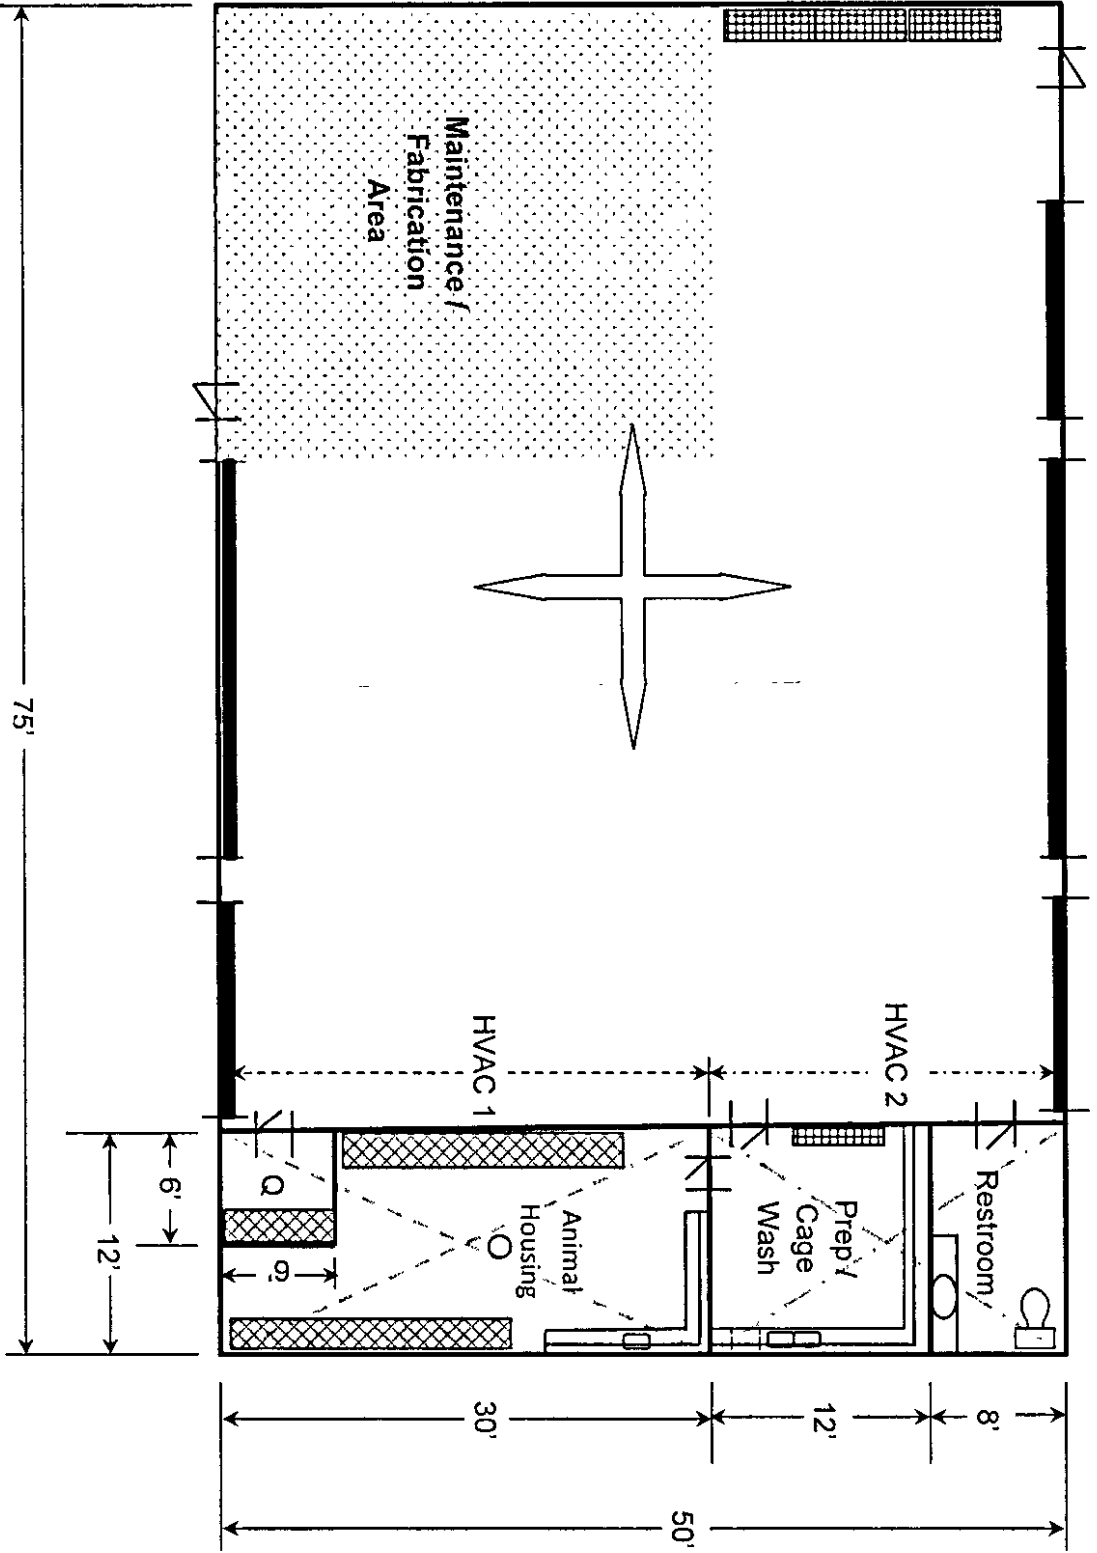 Maintenance /
Fabrication
Area
75'
HVAC 1
HVAC 2
Q
6'
12'
6'
Animal
Housing
Prep /
Cage
Wash
Restroom
30'
12'
8'
50'